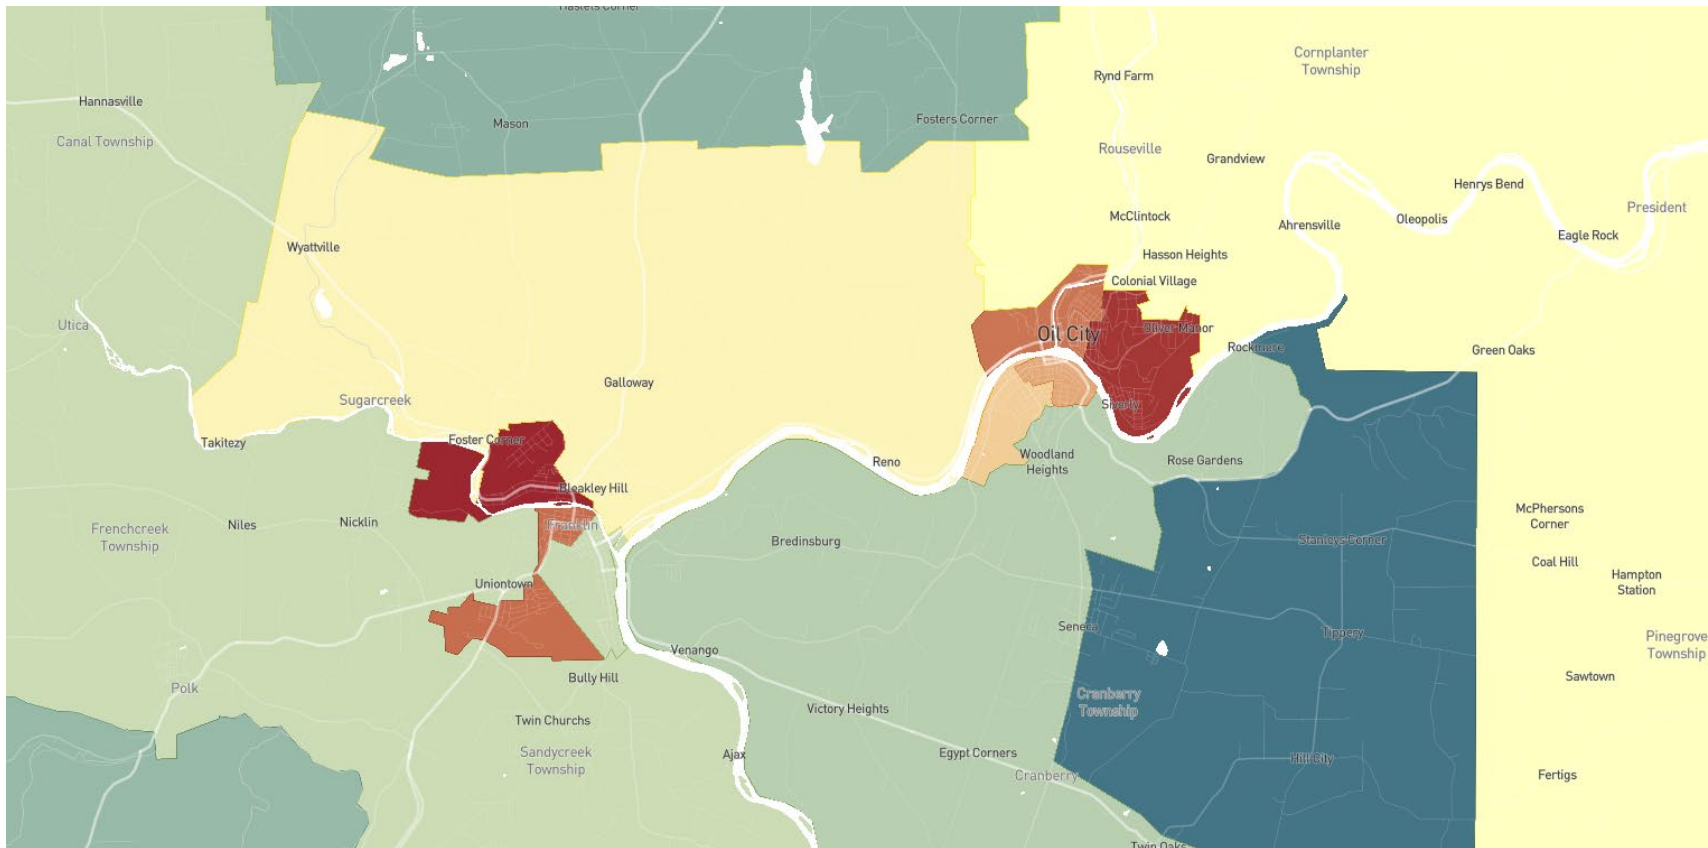 Hasters Corner
Cornplanter
Township
Rynd Farm
Hannasville
Mason
Fosters Corner
Canal Township
Rouseville
Grandview
Henrys Bend
President
McClintock
Oleopolis
Ahrensville
Eagle Rock
Wyattville
Hasson Heights
Colonial Village
Utica
Oil City
Oliver Manor
Rockmere
Green Oaks
Galloway
Sugarcreek
Siverly
Takitezy
Foster Corner
Woodland
Heights
Reno
Rose Gardens
Bleakley Hill
McPhersons
Corner
Frenchcreek
Township
Niles
Nicklin
Franklin
Bredinsburg
Stanleys Corner
Coal Hill
Hampton
Station
Uniontown
Seneca
Tippery
Pinegrove
Township
Venango
Bully Hill
Sawtown
Polk
Cranberry
Township
Victory Heights
Twin Churchs
Sandycreek
Township
Ajax
Egypt Corners
Hill City
Cranberry
Fertigs
Twin Oaks